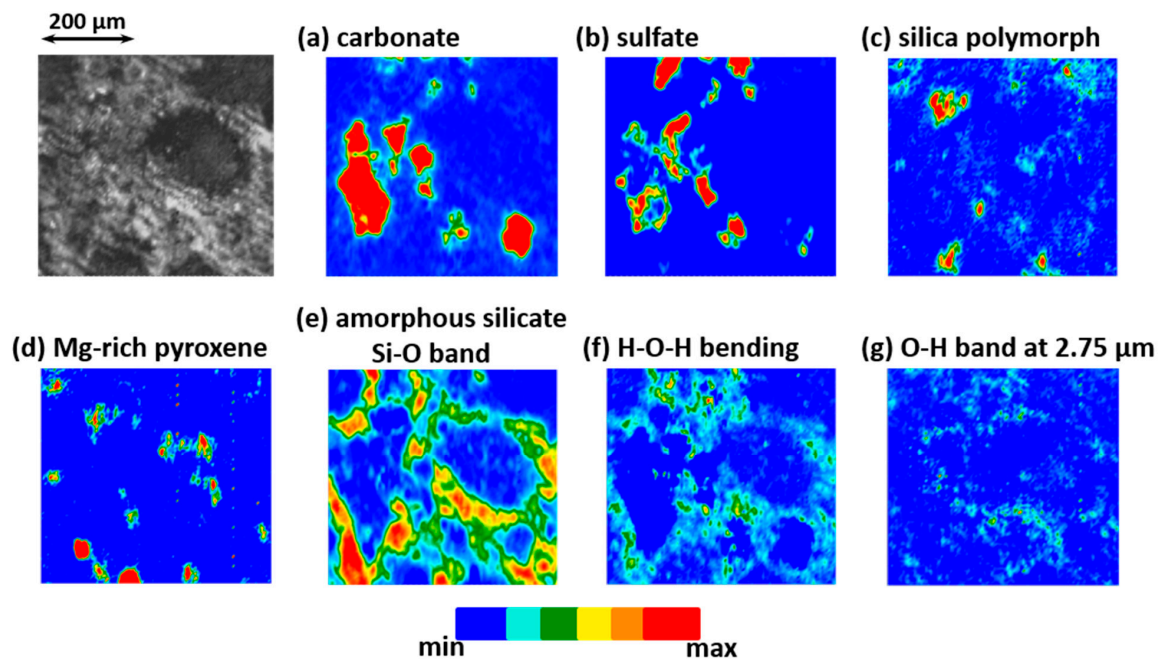 200 µm
(a) carbonate
(b) sulfate
(c) silica polymorph
(d) Mg-rich pyroxene
(e) amorphous silicate
Si-O band
(f) H-O-H bending
(g) O-H band at 2.75 µm
min
max